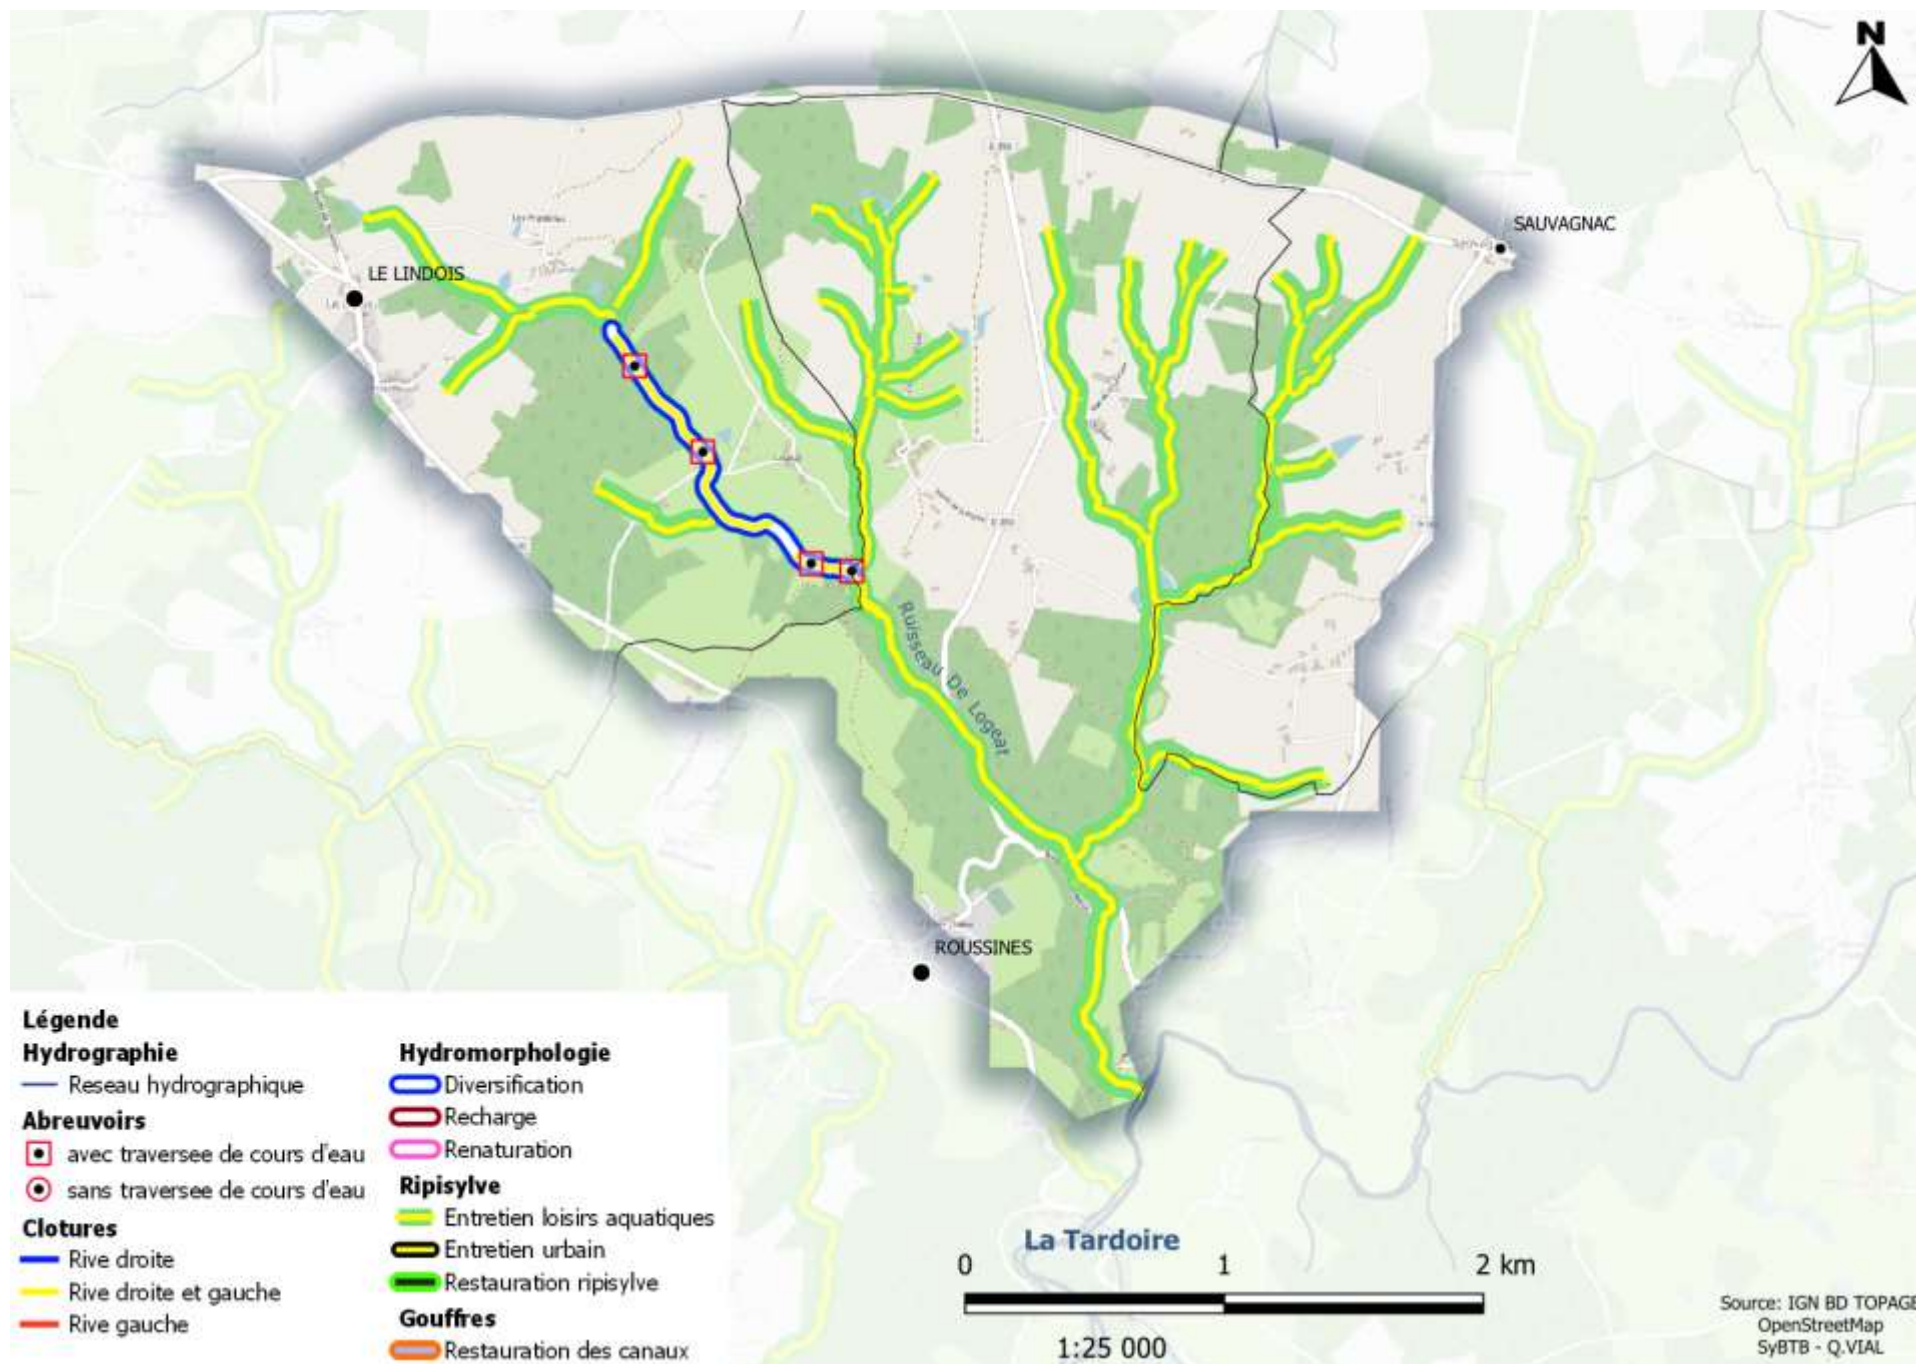 N
SAUVAGNAC
LE LINDOIS
Ruisseau De Logeat
ROUSSINES
La Tardoire
Légende
Hydrographie
Reseau hydrographique
Abreuvoirs
avec traversee de cours d'eau
sans traversee de cours d'eau
Clotures
Rive droite
Rive droite et gauche
Rive gauche
Hydromorphologie
Diversification
Recharge
Renaturation
Ripisylve
Entretien loisirs aquatiques
Entretien urbain
Restauration ripisylve
Gouffres
Restauration des canaux
0 1 2 km
1:25 000
Source: IGN BD TOPAGE
OpenStreetMap
SyBTB - Q.VIAL